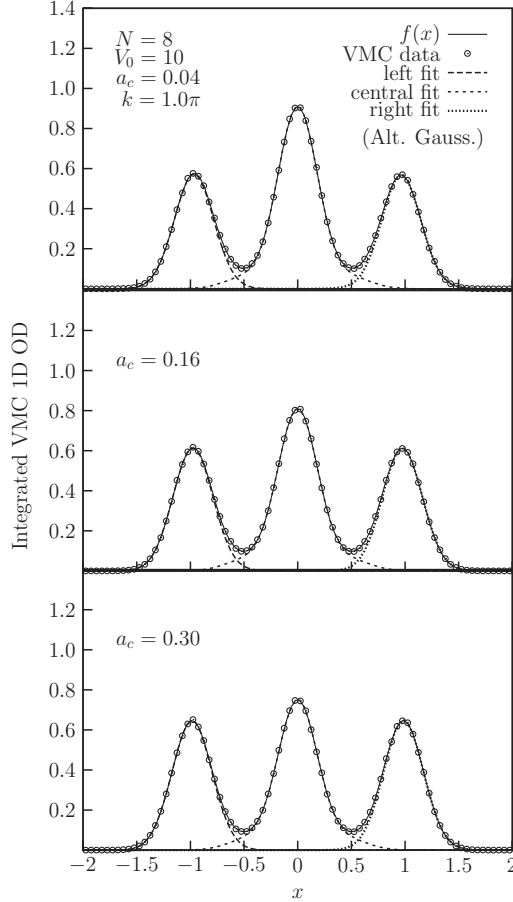 1.4
N = 8
V₀ = 10
a_c = 0.04
k = 1.0π
f(x)
VMC data
left fit
central fit
right fit
(Alt. Gauss.)
1.2
1.0
0.8
0.6
0.4
0.2
Integrated VMC 1D OD
a_c = 0.16
1.2
1.0
0.8
0.6
0.4
0.2
a_c = 0.30
1.2
1.0
0.8
0.6
0.4
0.2
−2 −1.5 −1 −0.5 0 0.5 1 1.5 2
x